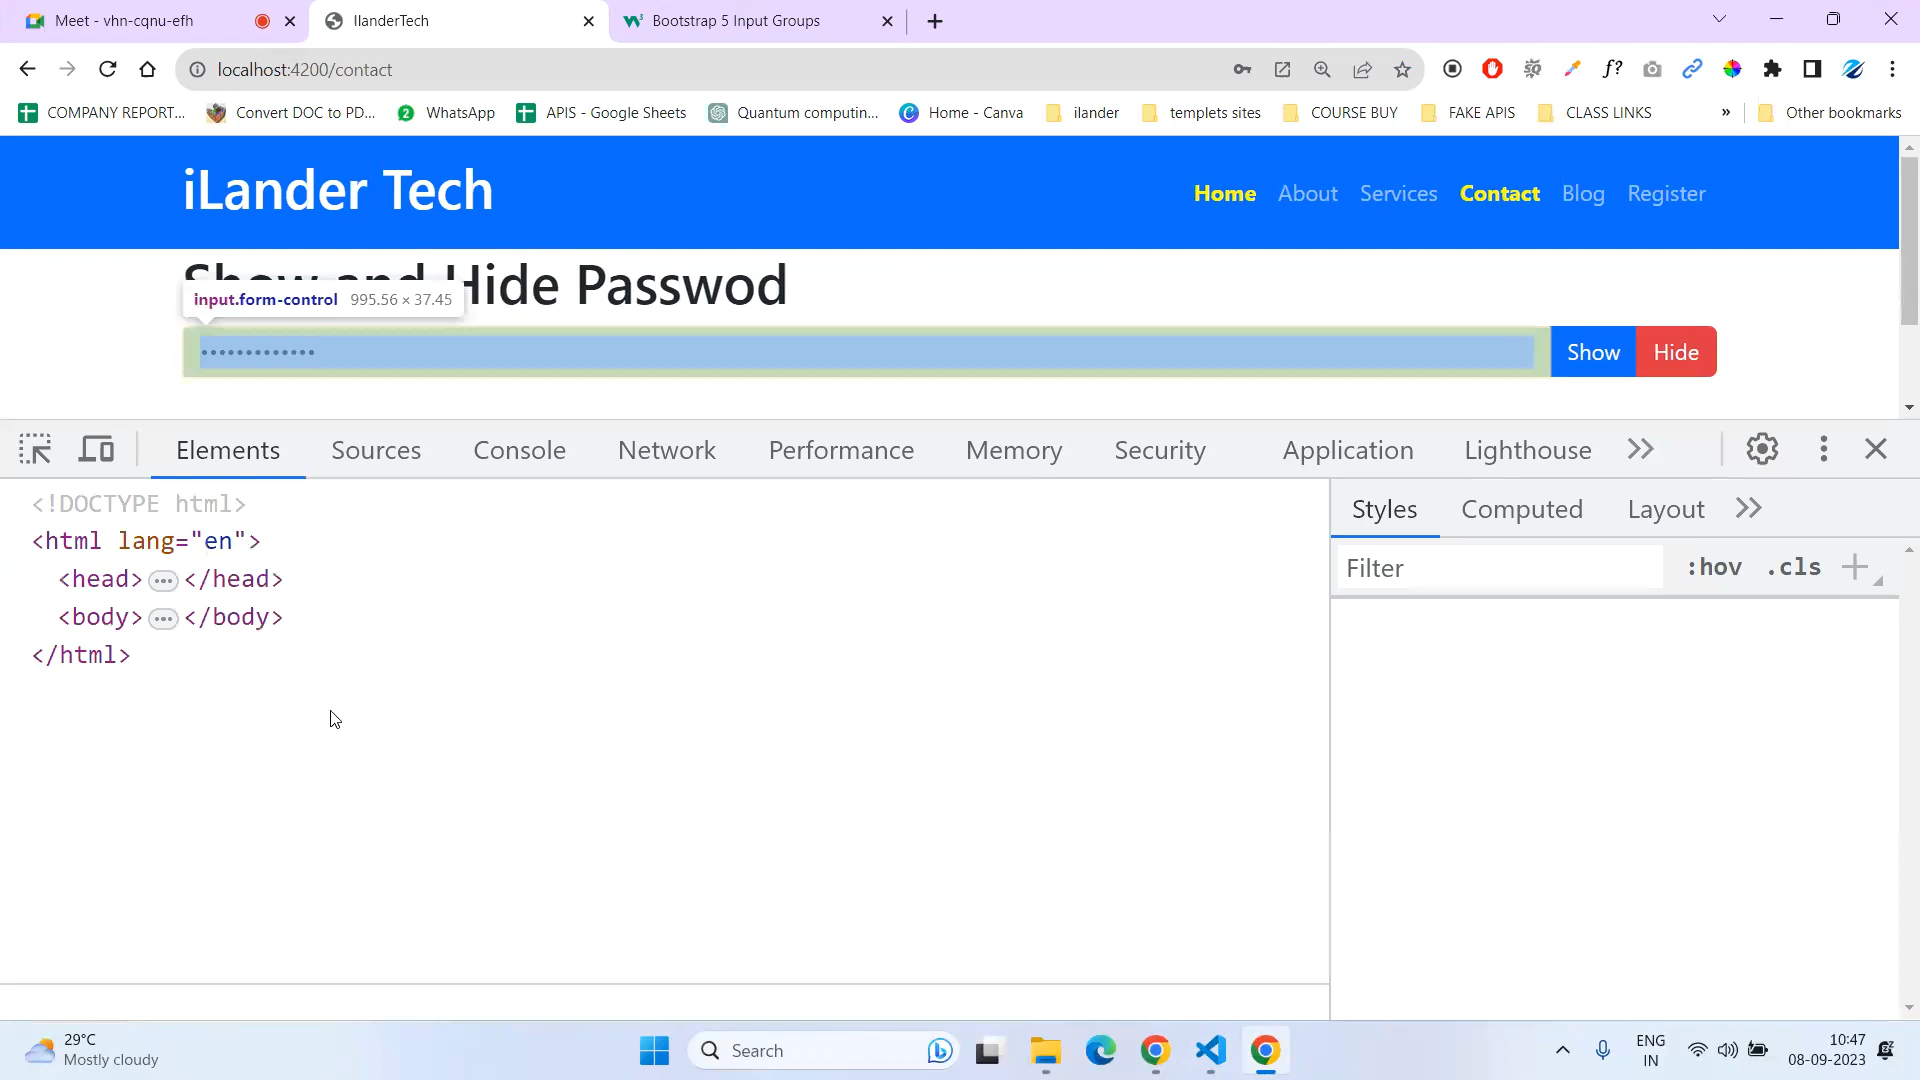 Meet - vhn-cqnu-efh
IlanderTech
Bootstrap 5 Input Groups
localhost:4200/contact
COMPANY REPORT...
Convert DOC to PD...
WhatsApp
APIS - Google Sheets
Quantum computin...
Home - Canva
ilander
templets sites
COURSE BUY
FAKE APIS
CLASS LINKS
»
Other bookmarks
iLander Tech
Home
About
Services
Contact
Blog
Register
Show and Hide Passwod
input.form-control 995.56 × 37.45
•••••••••••••
Show
Hide
Elements
Sources
Console
Network
Performance
Memory
Security
Application
Lighthouse
<!DOCTYPE html>
<html lang="en">
<head> ••• </head>
<body> ••• </body>
</html>
Styles
Computed
Layout
Filter
:hov
.cls
29°C
Mostly cloudy
Search
ENG
IN
10:47
08-09-2023